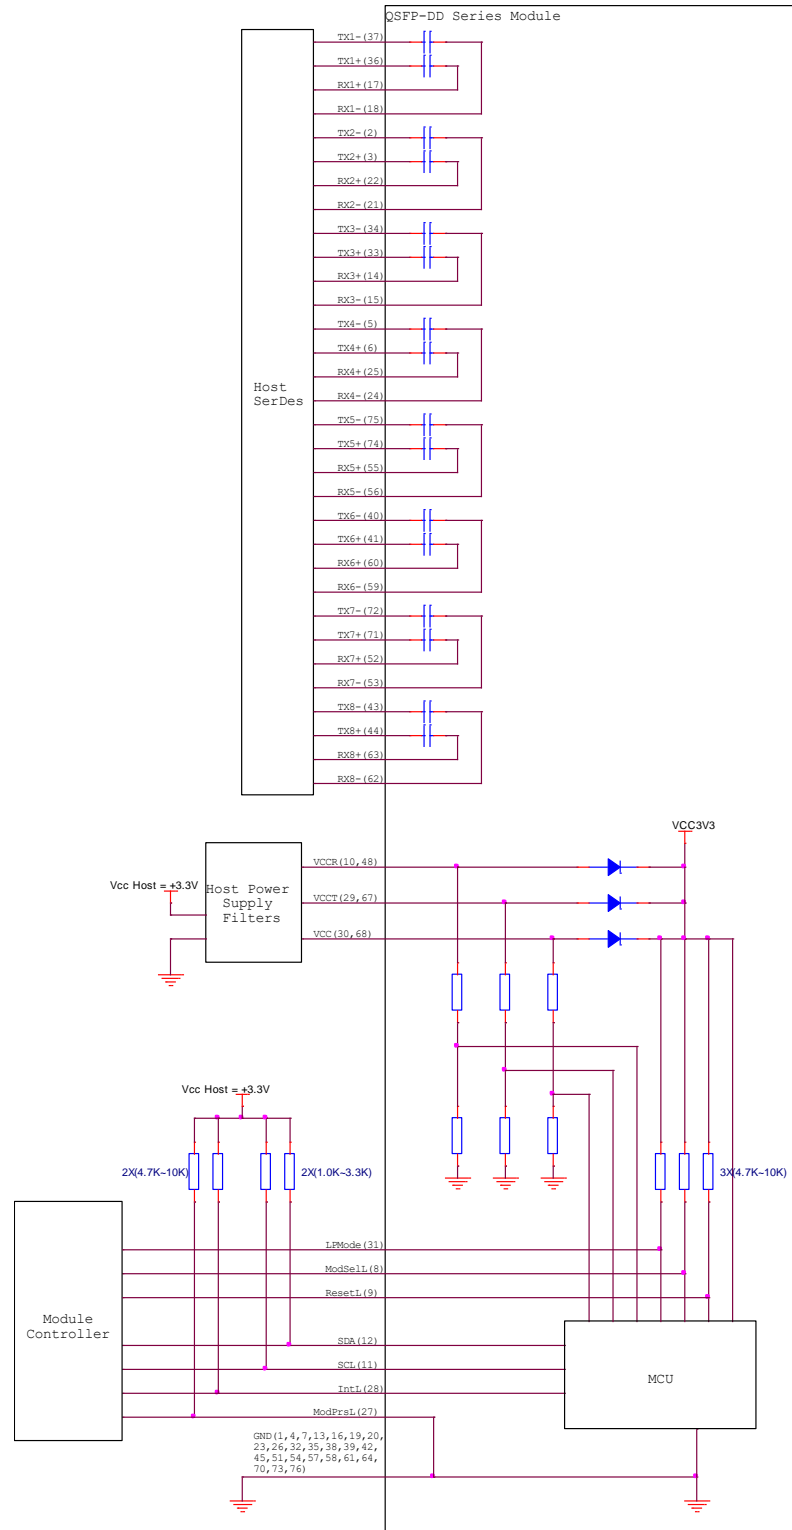 QSFP-DD Series Module
TX1-(37)
TX1+(36)
RX1+(17)
RX1-(18)
TX2-(2)
TX2+(3)
RX2+(22)
RX2-(21)
TX3-(34)
TX3+(33)
RX3+(14)
RX3-(15)
TX4-(5)
TX4+(6)
RX4+(25)
RX4-(24)
Host
SerDes
TX5-(75)
TX5+(74)
RX5+(55)
RX5-(56)
TX6-(40)
TX6+(41)
RX6+(60)
RX6-(59)
TX7-(72)
TX7+(71)
RX7+(52)
RX7-(53)
TX8-(43)
TX8+(44)
RX8+(63)
RX8-(62)
VCC3V3
VCCR(10,48)
Vcc Host = +3.3V
Host Power
Supply
Filters
VCCT(29,67)
VCC(30,68)
Vcc Host = +3.3V
2X(4.7K~10K)
2X(1.0K~3.3K)
3X(4.7K~10K)
LPMode(31)
ModSelL(8)
ResetL(9)
Module
Controller
SDA(12)
SCL(11)
IntL(28)
ModPrsL(27)
MCU
GND(1,4,7,13,16,19,20,
23,26,32,35,38,39,42,
45,51,54,57,58,61,64,
70,73,76)